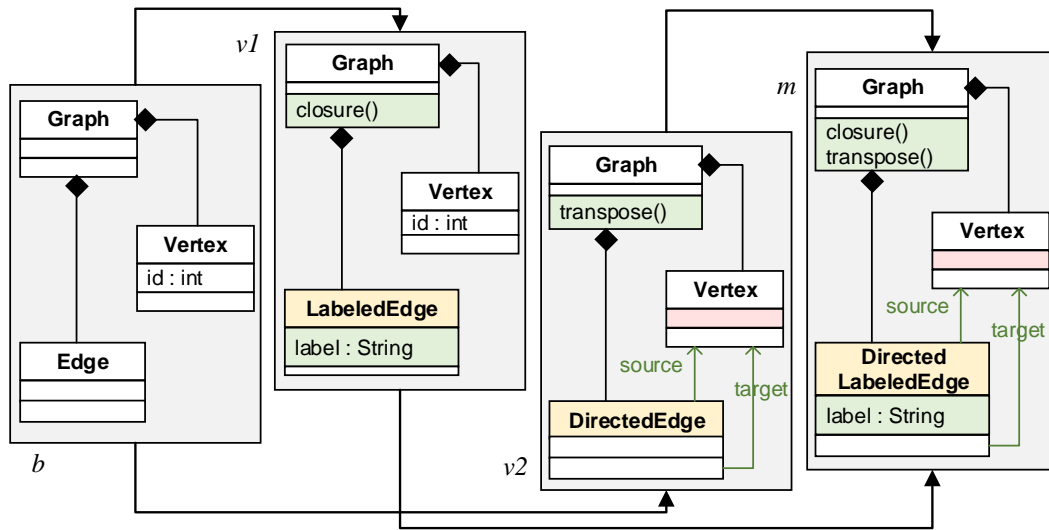 b
Graph
Vertex
id : int
Edge
v1
Graph
closure()
Vertex
id : int
LabeledEdge
label : String
v2
Graph
transpose()
Vertex
source
target
DirectedEdge
m
Graph
closure()
transpose()
Vertex
source
target
Directed
LabeledEdge
label : String